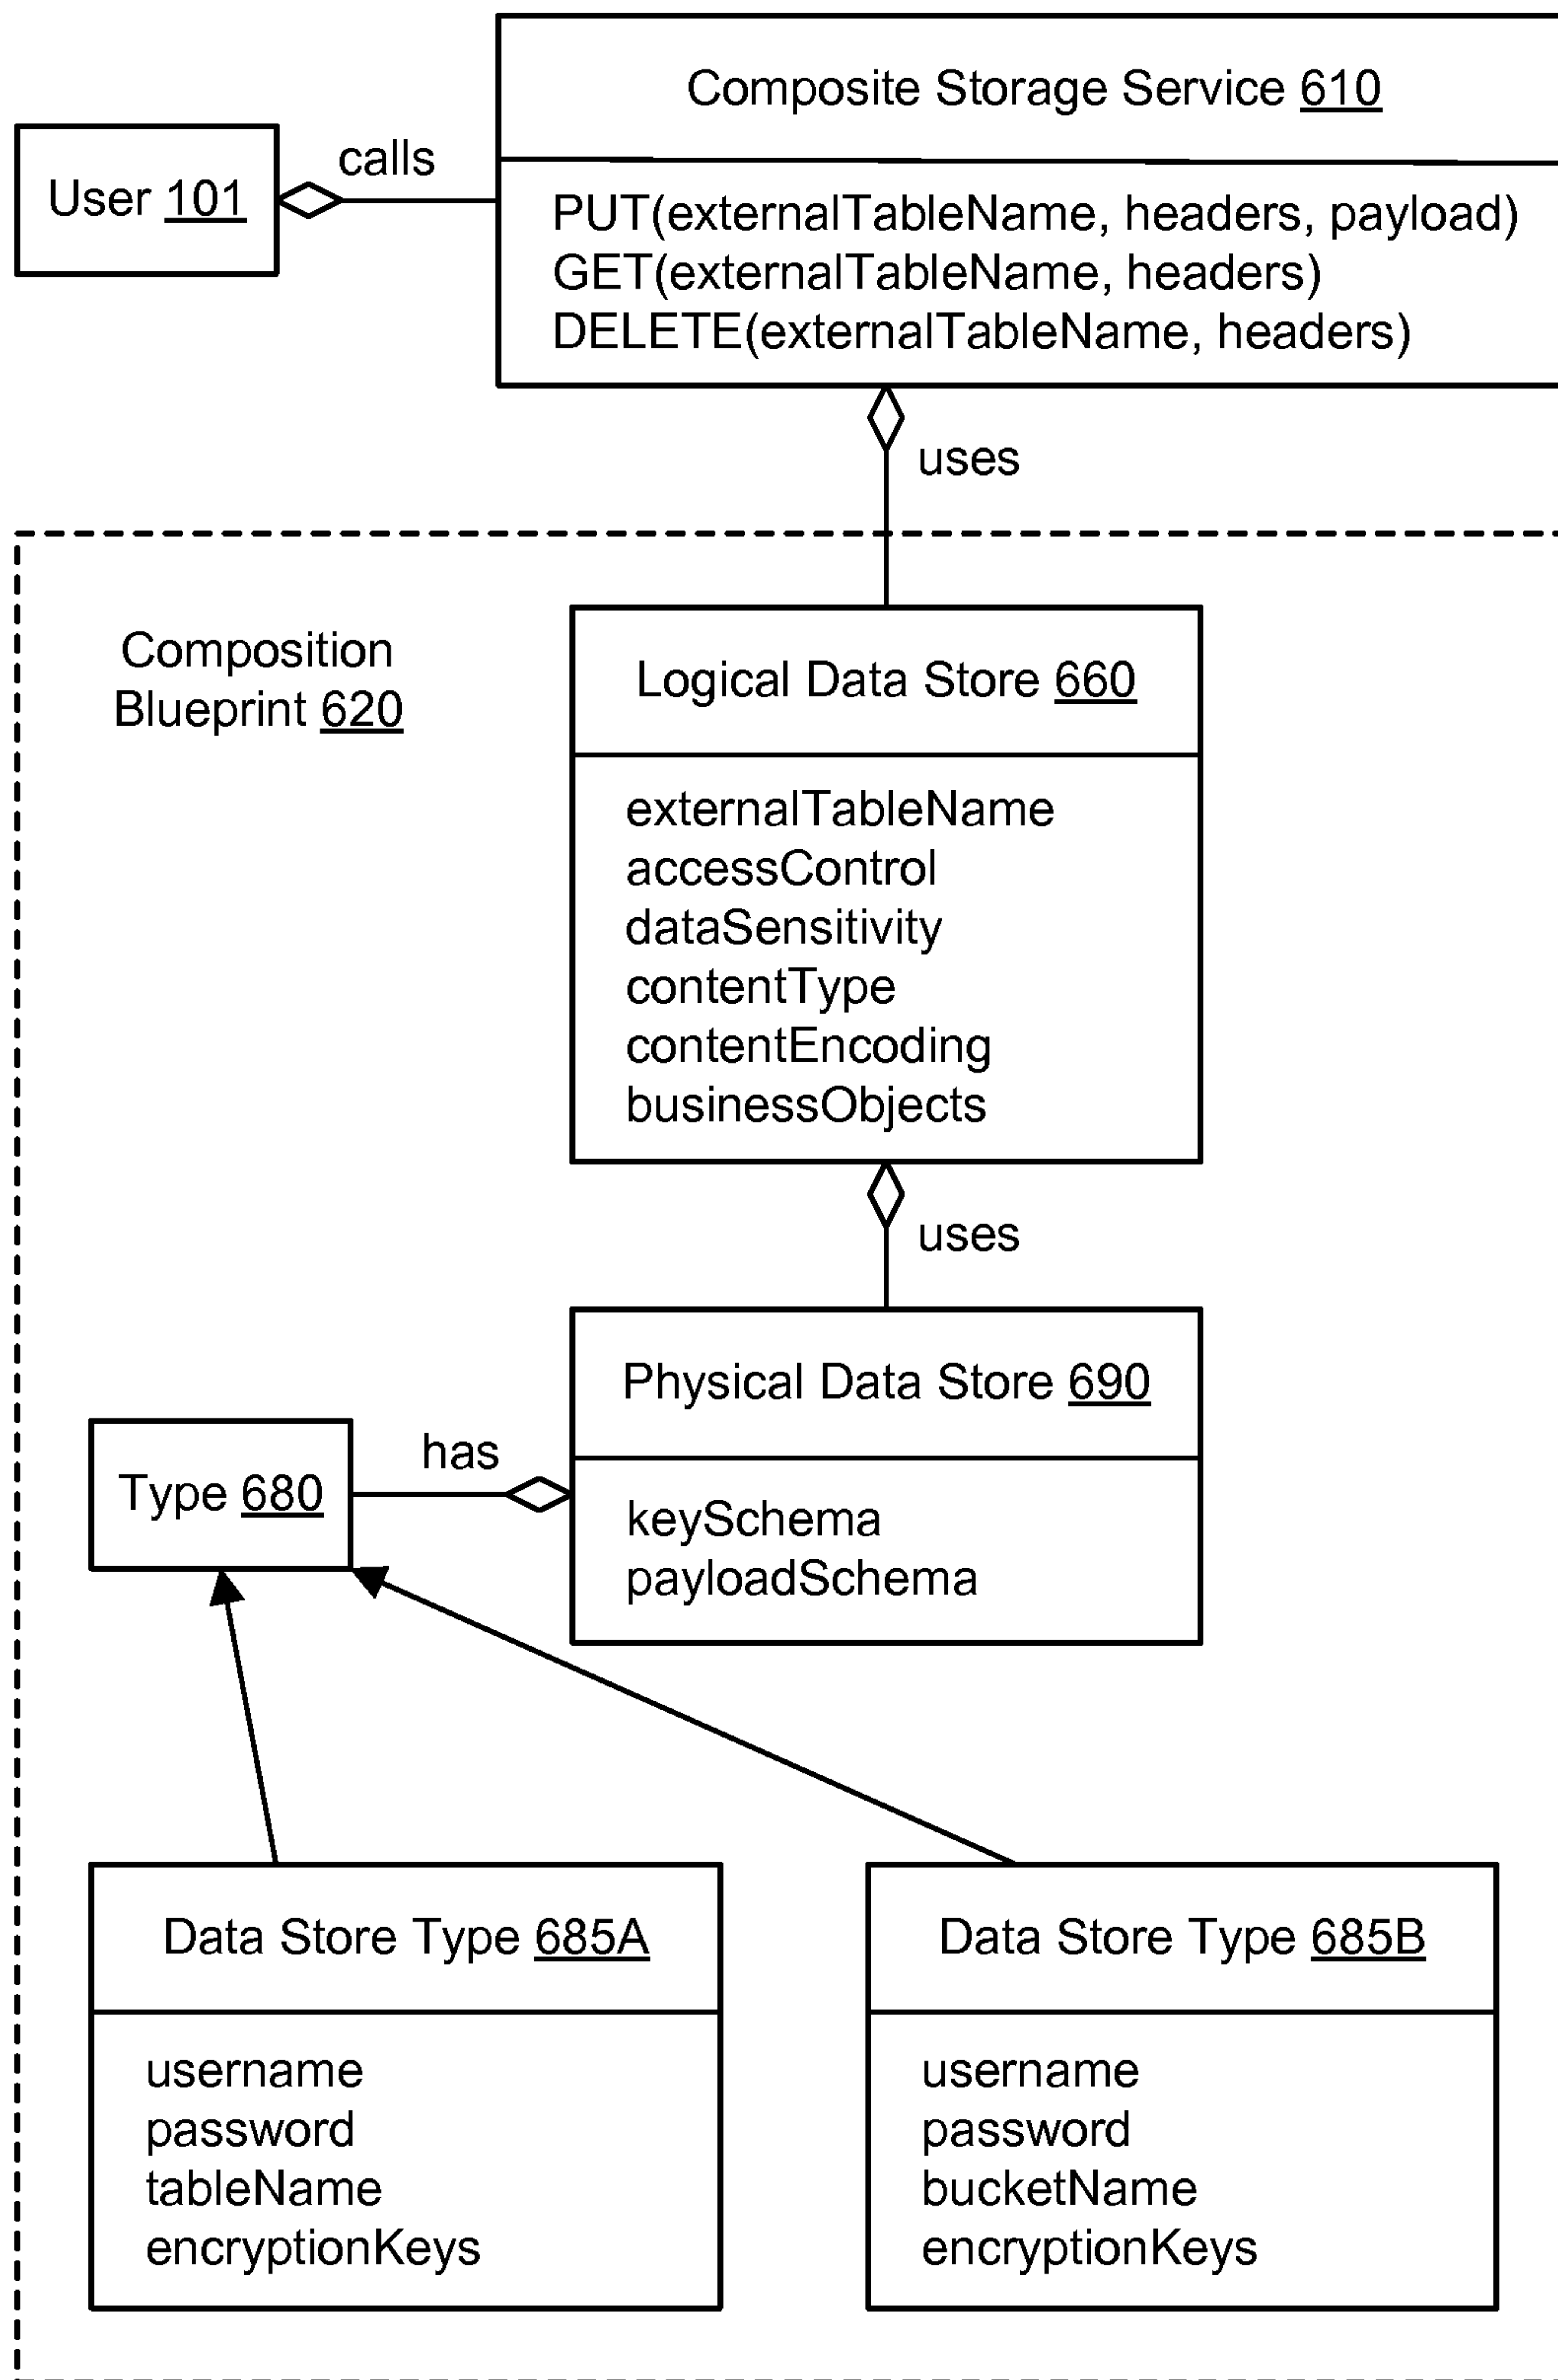 Composite Storage Service 610
User 101
calls
PUT(externalTableName, headers, payload)
GET(externalTableName, headers)
DELETE(externalTableName, headers)
uses
Composition
Blueprint 620
Logical Data Store 660
externalTableName
accessControl
dataSensitivity
contentType
contentEncoding
businessObjects
uses
Physical Data Store 690
keySchema
payloadSchema
has
Type 680
Data Store Type 685A
username
password
tableName
encryptionKeys
Data Store Type 685B
username
password
bucketName
encryptionKeys